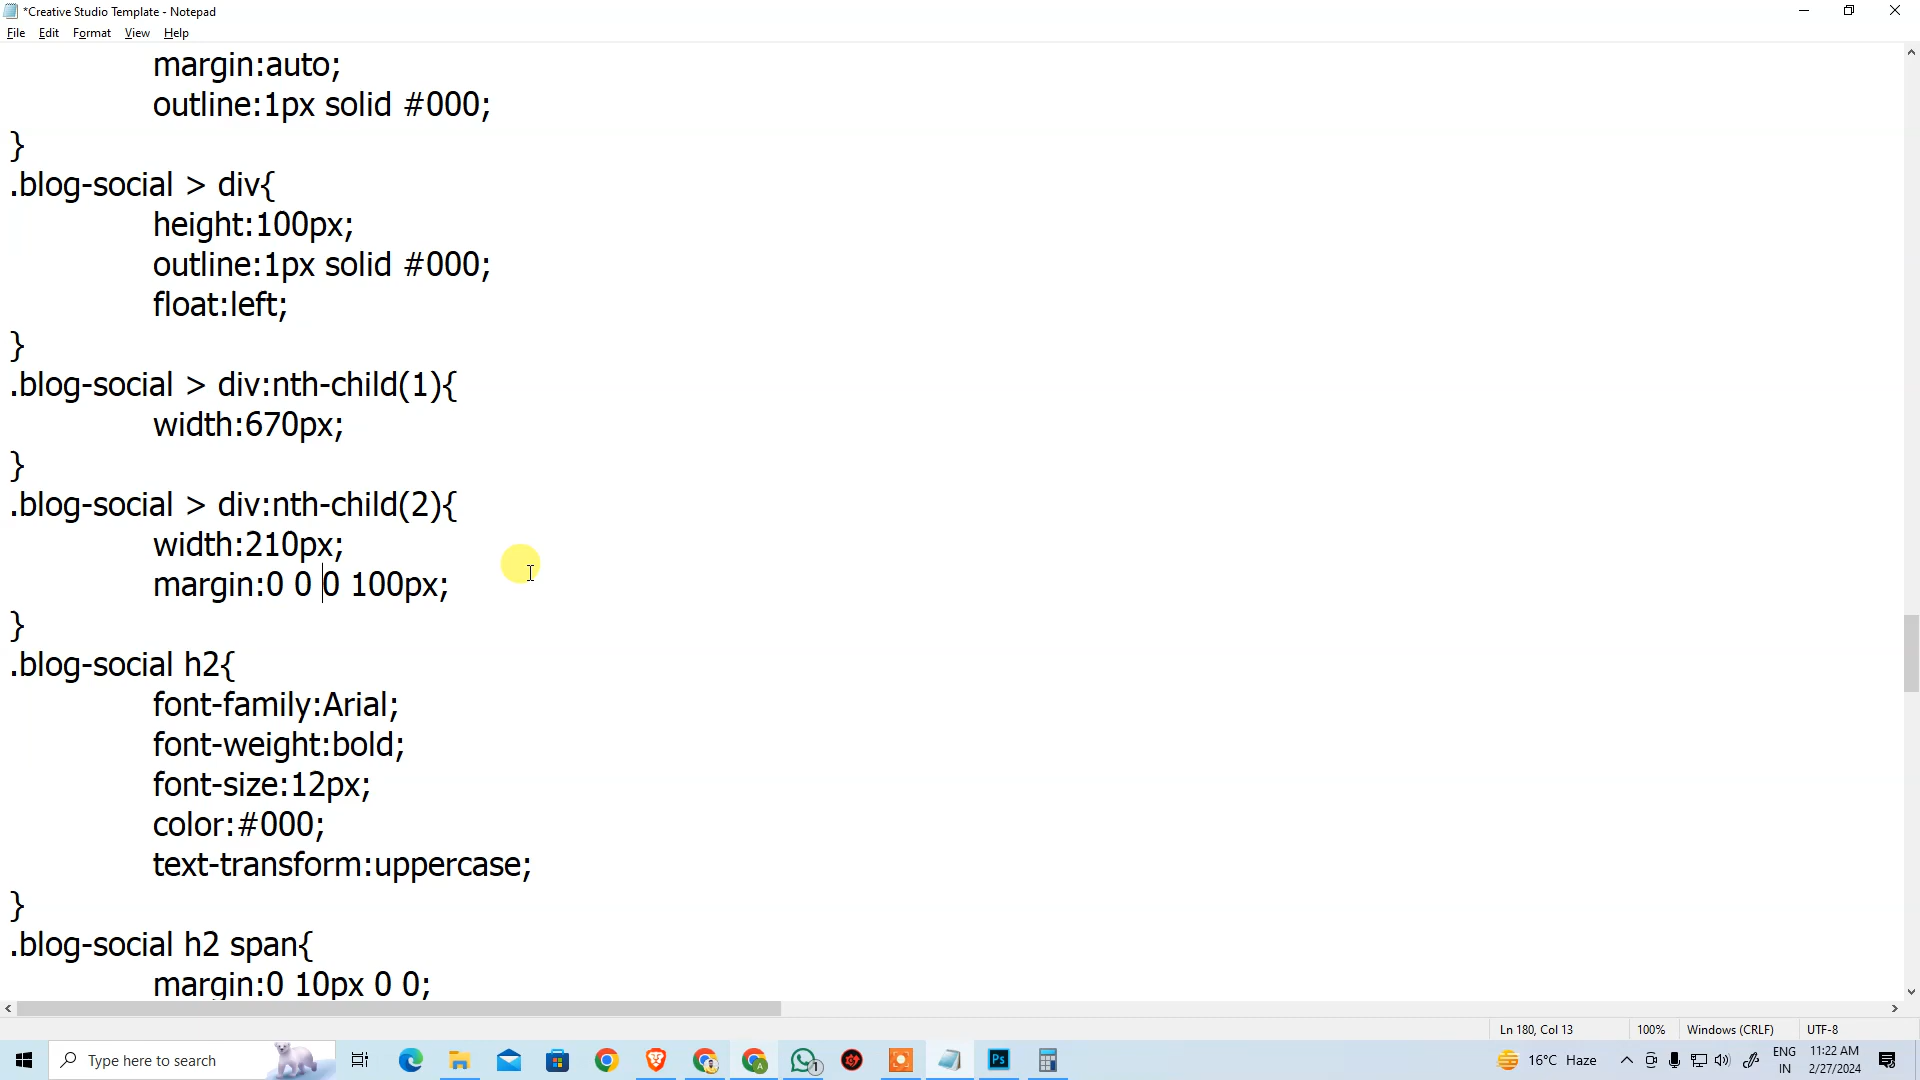 *Creative Studio Template - Notepad
File Edit Format View Help
margin:auto;
outline:1px solid #000;
}
.blog-social > div{
height:100px;
outline:1px solid #000;
float:left;
}
.blog-social > div:nth-child(1){
width:670px;
}
.blog-social > div:nth-child(2){
width:210px;
margin:0 0 0 100px;
}
.blog-social h2{
font-family:Arial;
font-weight:bold;
font-size:12px;
color:#000;
text-transform:uppercase;
}
.blog-social h2 span{
margin:0 10px 0 0;
Ln 180, Col 13 100% Windows (CRLF) UTF-8
Type here to search 1 Ps 16°C Haze ENG IN 11:22 AM 2/27/2024